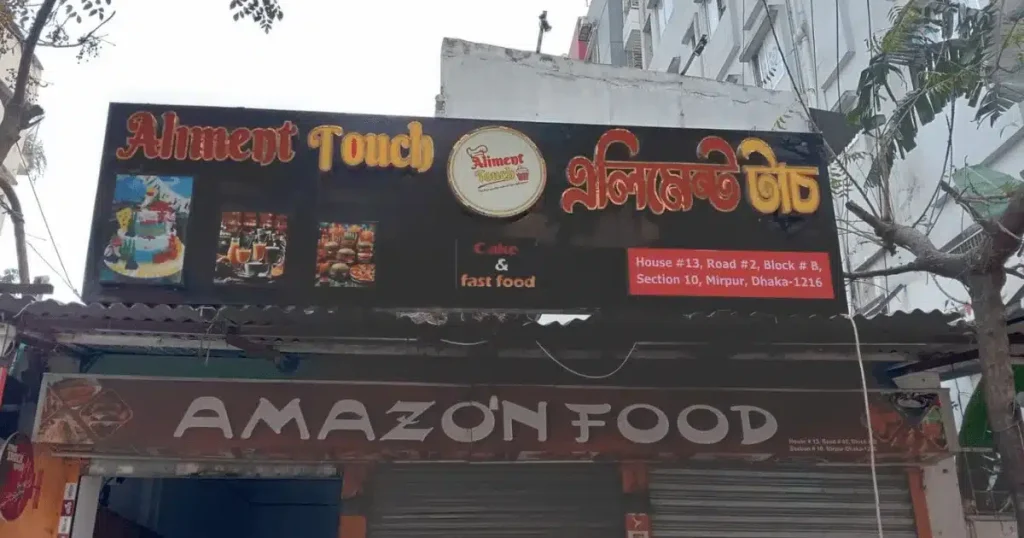 Aliment Touch
Aliment
Touch
এলিমেন্ট টাচ
Cake
&
fast food
House #13, Road #2, Block # B,
Section 10, Mirpur, Dhaka-1216
AMAZON FOOD